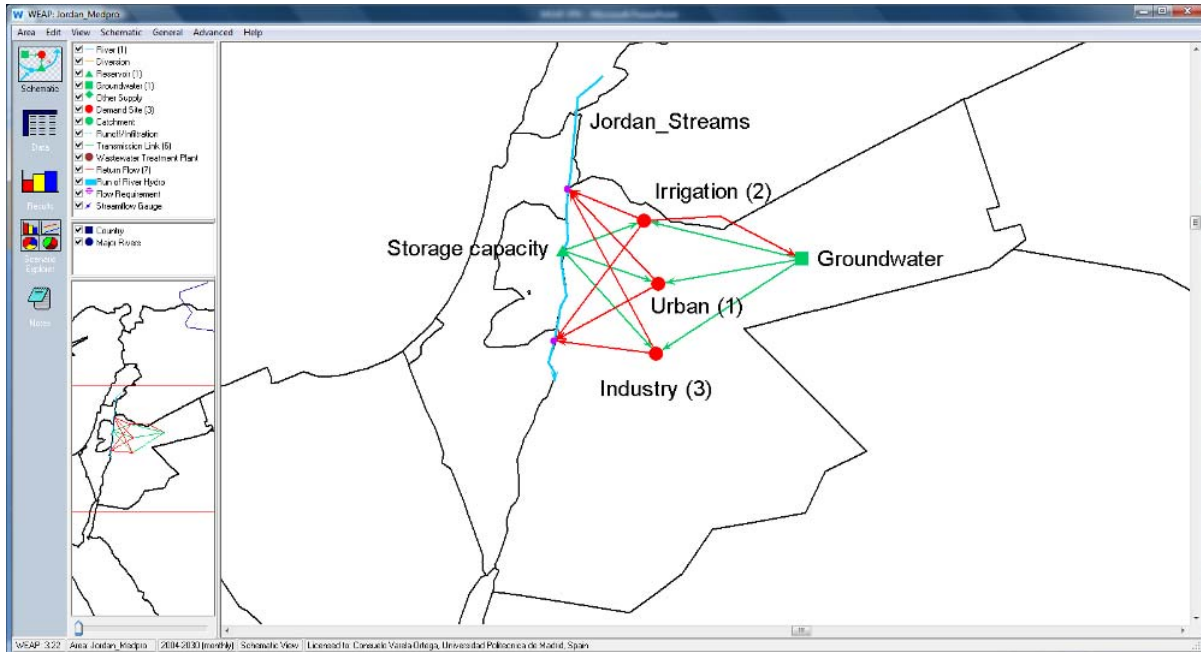 WEAP: Jordan_Medpro
Area Edit View Schematic General Advanced Help
Schematic
Data
Results
Scenario
Explorer
Notes
River (1)
Diversion
Reservoir (1)
Groundwater (1)
Other Supply
Demand Site (3)
Catchment
Runoff/Infiltration
Transmission Link (6)
Wastewater Treatment Plant
Return Flow (7)
Run of River Hydro
Flow Requirement
Streamflow Gauge
Country
Major Rivers
Jordan_Streams
Irrigation (2)
Storage capacity
Groundwater
Urban (1)
Industry (3)
WEAP: 3.22 Area: Jordan_Medpro 2004-2030 (monthly) Schematic View Licensed to: Consuelo Varela-Ortega, Universidad Politecnica de Madrid, Spain